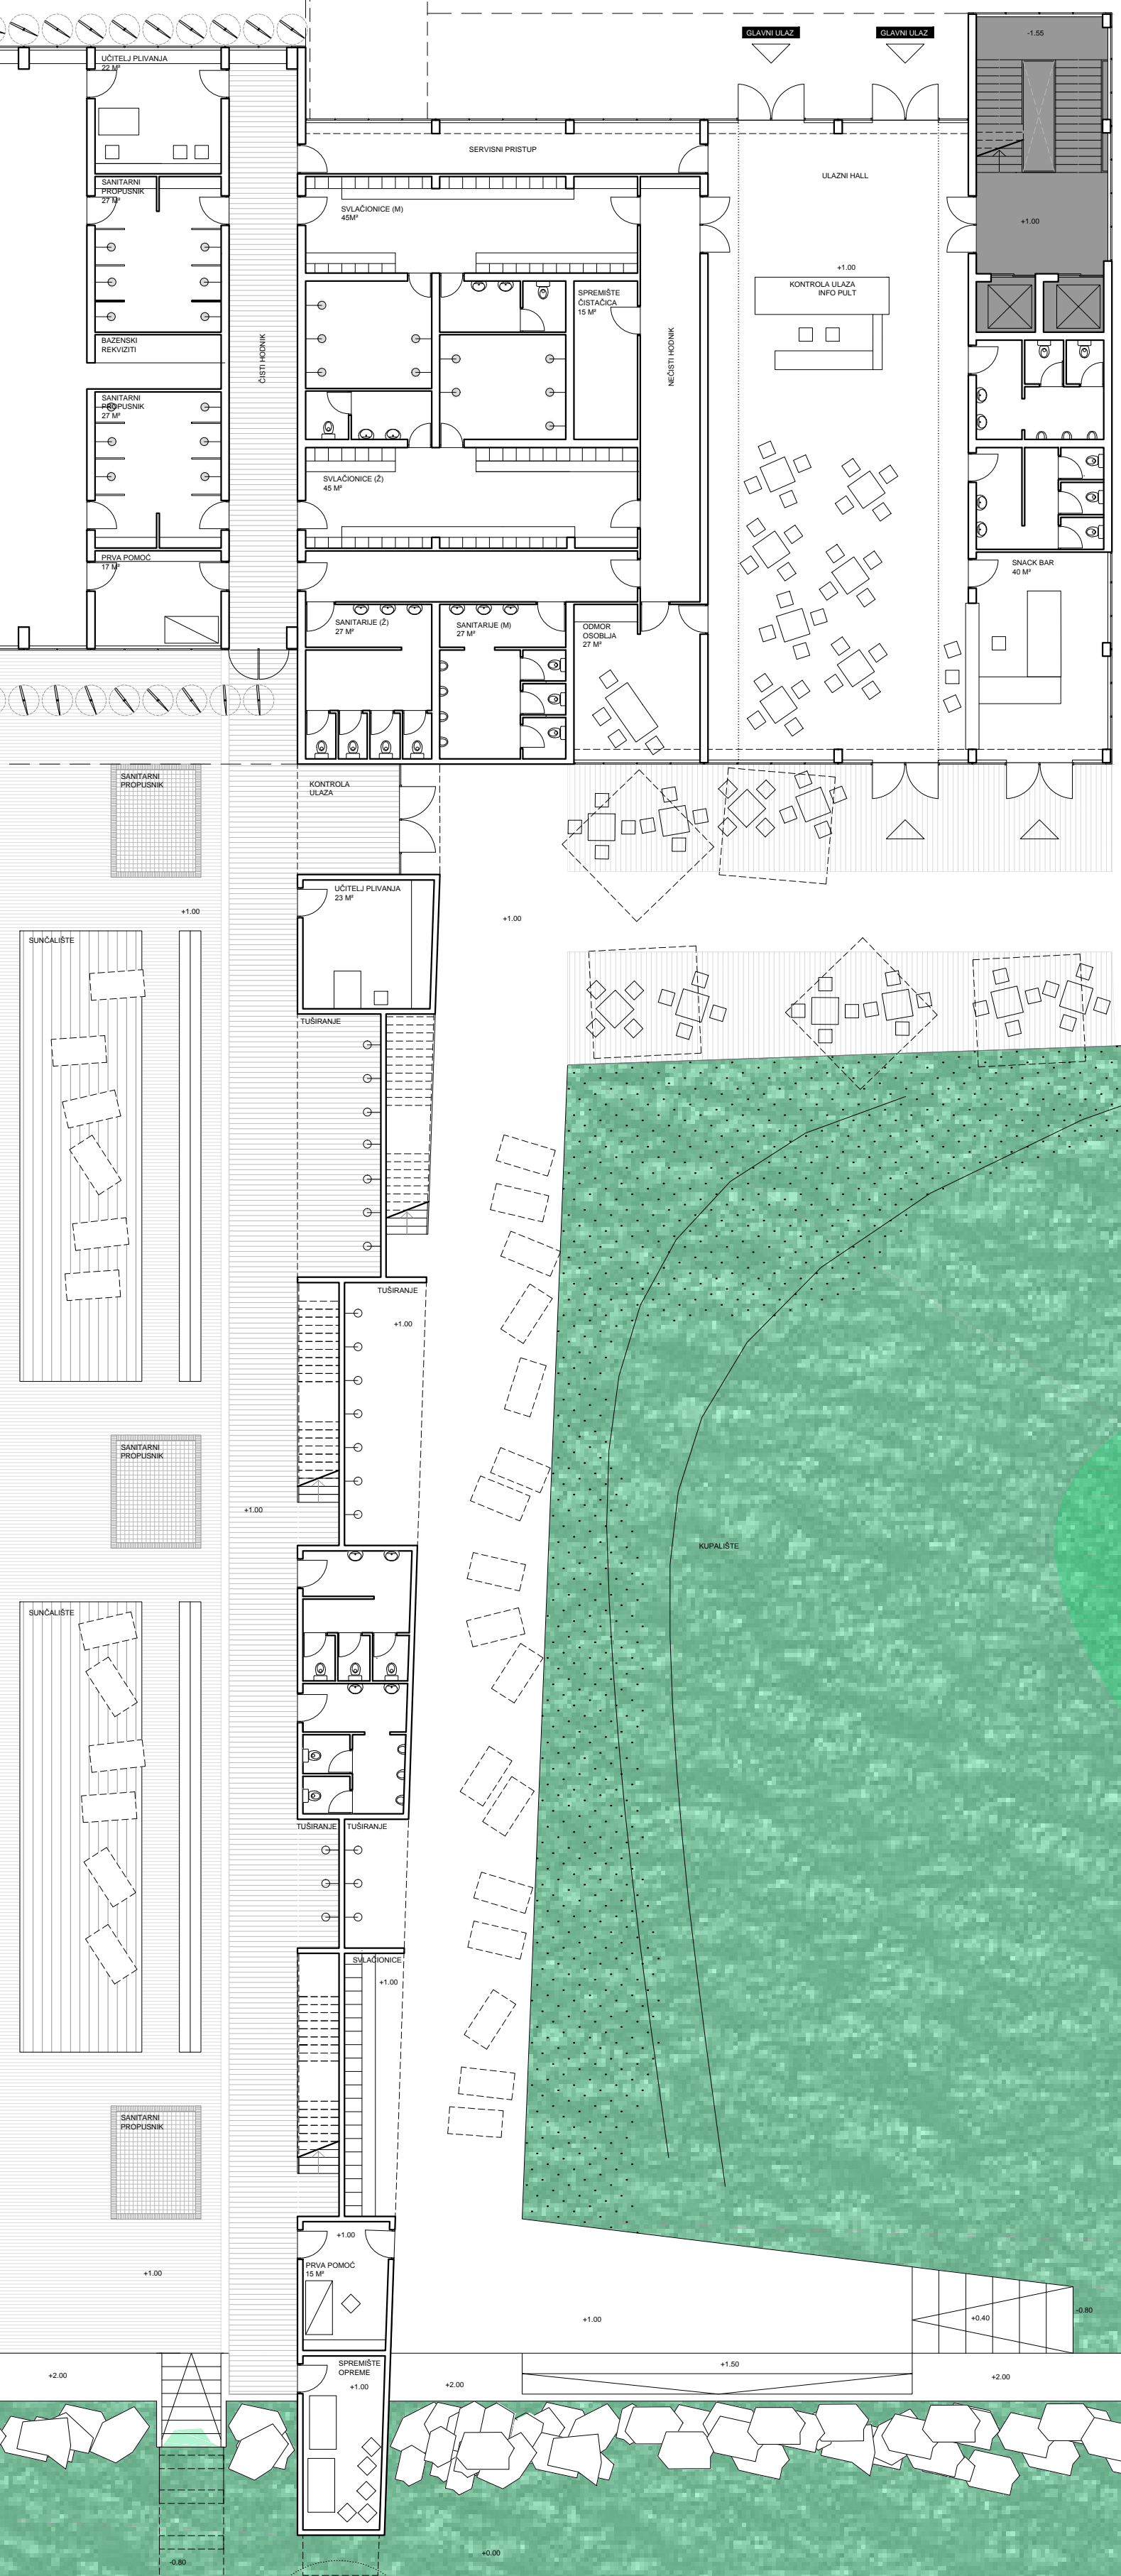 GLAVNI ULAZ
GLAVNI ULAZ
-1.55
UČITELJ PLIVANJA
22 M²
SERVISNI PRISTUP
ULAZNI HALL
SANITARNI
PROPUSNIK
27 M²
SVLAČIONICE (M)
45M²
+1.00
+1.00
KONTROLA ULAZA
INFO PULT
SPREMIŠTE
ČISTAČICA
15 M²
BAZENSKI
REKVIZITI
ČISTI HODNIK
NEČISTI HODNIK
SANITARNI
PROPUSNIK
27 M²
SVLAČIONICE (Ž)
45 M²
PRVA POMOĆ
17 M²
SNACK BAR
40 M²
SANITARIJE (Ž)
27 M²
SANITARIJE (M)
27 M²
ODMOR
OSOBLJA
27 M²
SANITARNI
PROPUSNIK
KONTROLA
ULAZA
UČITELJ PLIVANJA
23 M²
+1.00
+1.00
SUNČALIŠTE
TUŠIRANJE
TUŠIRANJE
+1.00
SANITARNI
PROPUSNIK
+1.00
KUPALIŠTE
SUNČALIŠTE
TUŠIRANJE
TUŠIRANJE
SVLAČIONICE
+1.00
SANITARNI
PROPUSNIK
+1.00
PRVA POMOĆ
15 M²
+1.00
+1.00
+0.40
-0.80
SPREMIŠTE
OPREME
+1.00
+2.00
+2.00
+1.50
+2.00
+0.00
-0.80